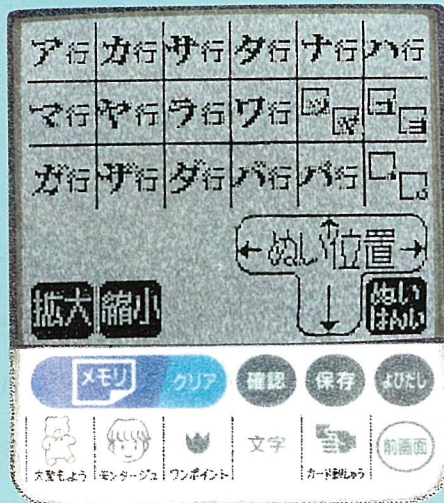 ア行 カ行 サ行 タ行 ナ行 ハ行
マ行 ヤ行 ラ行 ワ行
ガ行 ザ行 ダ行 バ行 パ行
ぬい位置
拡大 縮小 ぬい
はんい
メモリ クリア 確認 保存 よびだし
大型もよう モンタージュ ワンポイント 文字 カード刺しゅう 前画面